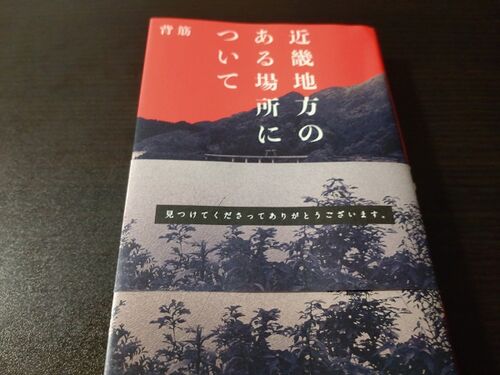 近畿地方の
ある場所に
ついて
背筋
見つけてくださってありがとうございます。